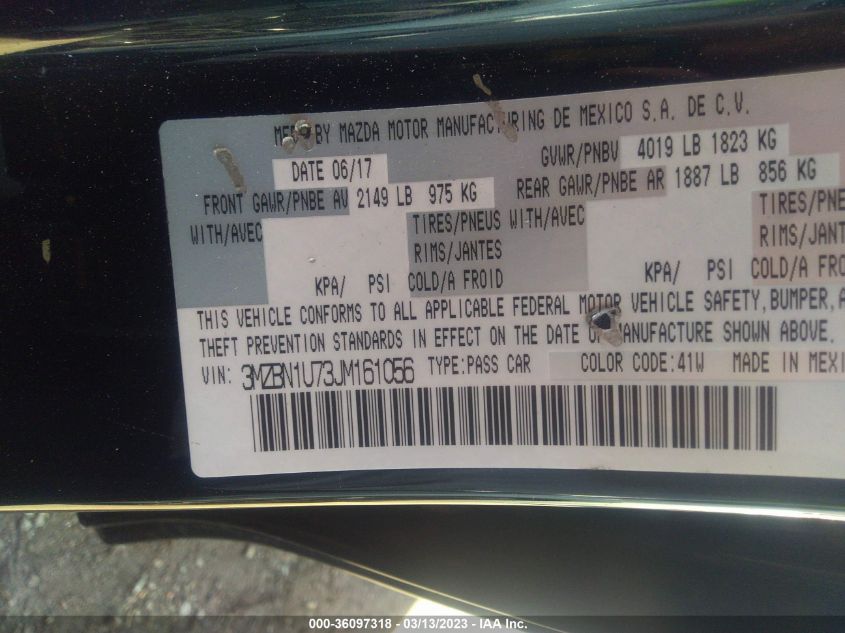 MFD BY MAZDA MOTOR MANUFACTURING DE MEXICO S.A. DE C.V.
DATE 06/17 GVWR/PNBV 4019 LB 1823 KG
FRONT GAWR/PNBE AV 2149 LB 975 KG REAR GAWR/PNBE AR 1887 LB 856 KG
WITH/AVEC TIRES/PNEUS WITH/AVEC TIRES/PNE
RIMS/JANTES RIMS/JANT
KPA/ PSI COLD/A FROID KPA/ PSI COLD/A FRO
THIS VEHICLE CONFORMS TO ALL APPLICABLE FEDERAL MOTOR VEHICLE SAFETY, BUMPER, A
THEFT PREVENTION STANDARDS IN EFFECT ON THE DATE OF MANUFACTURE SHOWN ABOVE.
VIN: 3MZBN1U73JM161056 TYPE:PASS CAR COLOR CODE:41W MADE IN MEXI
000-36097318 - 03/13/2023 - IAA Inc.